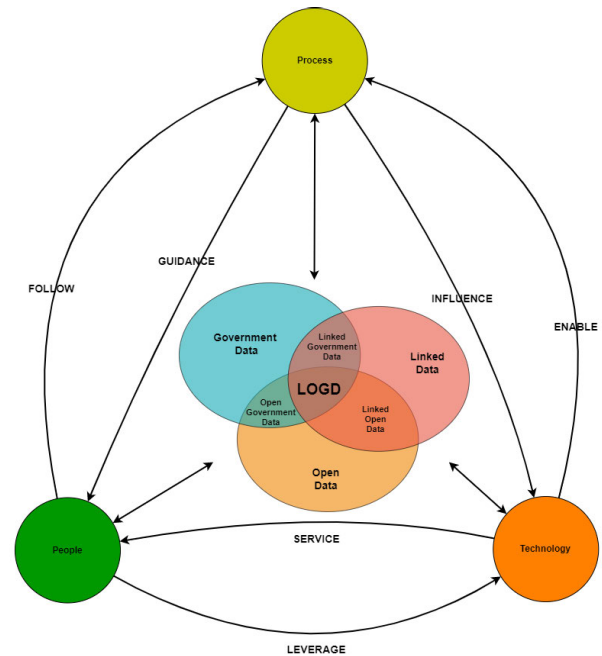 Process
GUIDANCE
FOLLOW
INFLUENCE
ENABLE
Government
Data
Linked
Government
Data
Linked
Data
LOGD
Open
Government
Data
Linked
Open
Data
Open
Data
People
SERVICE
Technology
LEVERAGE